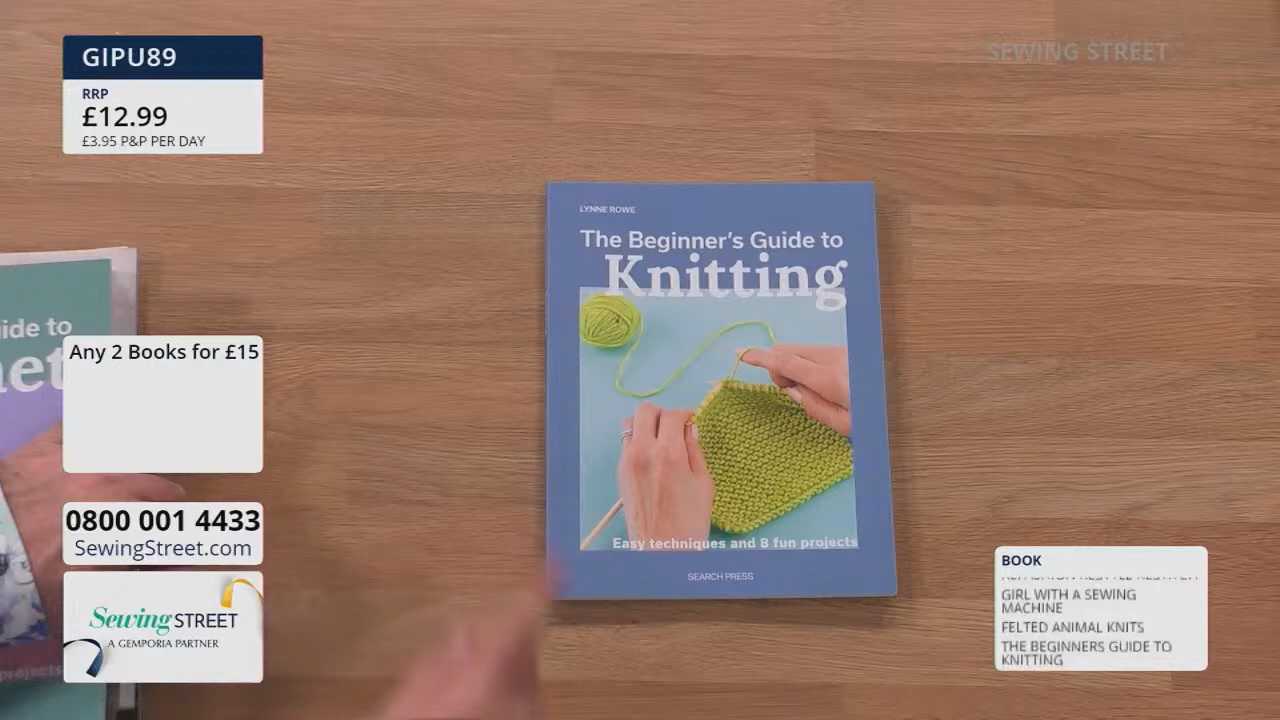 GIPU89
RRP
£12.99
£3.95 P&P PER DAY
SEWING STREET
LYNNE ROWE
The Beginner's Guide to
Knitting
Easy techniques and 8 fun projects
SEARCH PRESS
ide to
et
projects
Any 2 Books for £15
0800 001 4433
SewingStreet.com
Sewing STREET
A GEMPORIA PARTNER
BOOK
GIRL WITH A SEWING
MACHINE
FELTED ANIMAL KNITS
THE BEGINNERS GUIDE TO
KNITTING